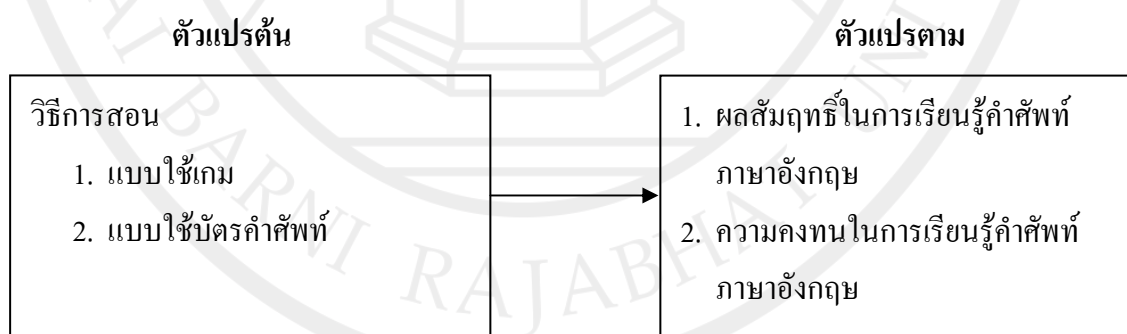 ตัวแปรต้น
วิธีการสอน
1. แบบใช้เกม
2. แบบใช้บัตรคำศัพท์
ตัวแปรตาม
1. ผลสัมฤทธิ์ในการเรียนรู้คำศัพท์
ภาษาอังกฤษ
2. ความคงทนในการเรียนรู้คำศัพท์
ภาษาอังกฤษ
BARNI RAJABHAT UNI